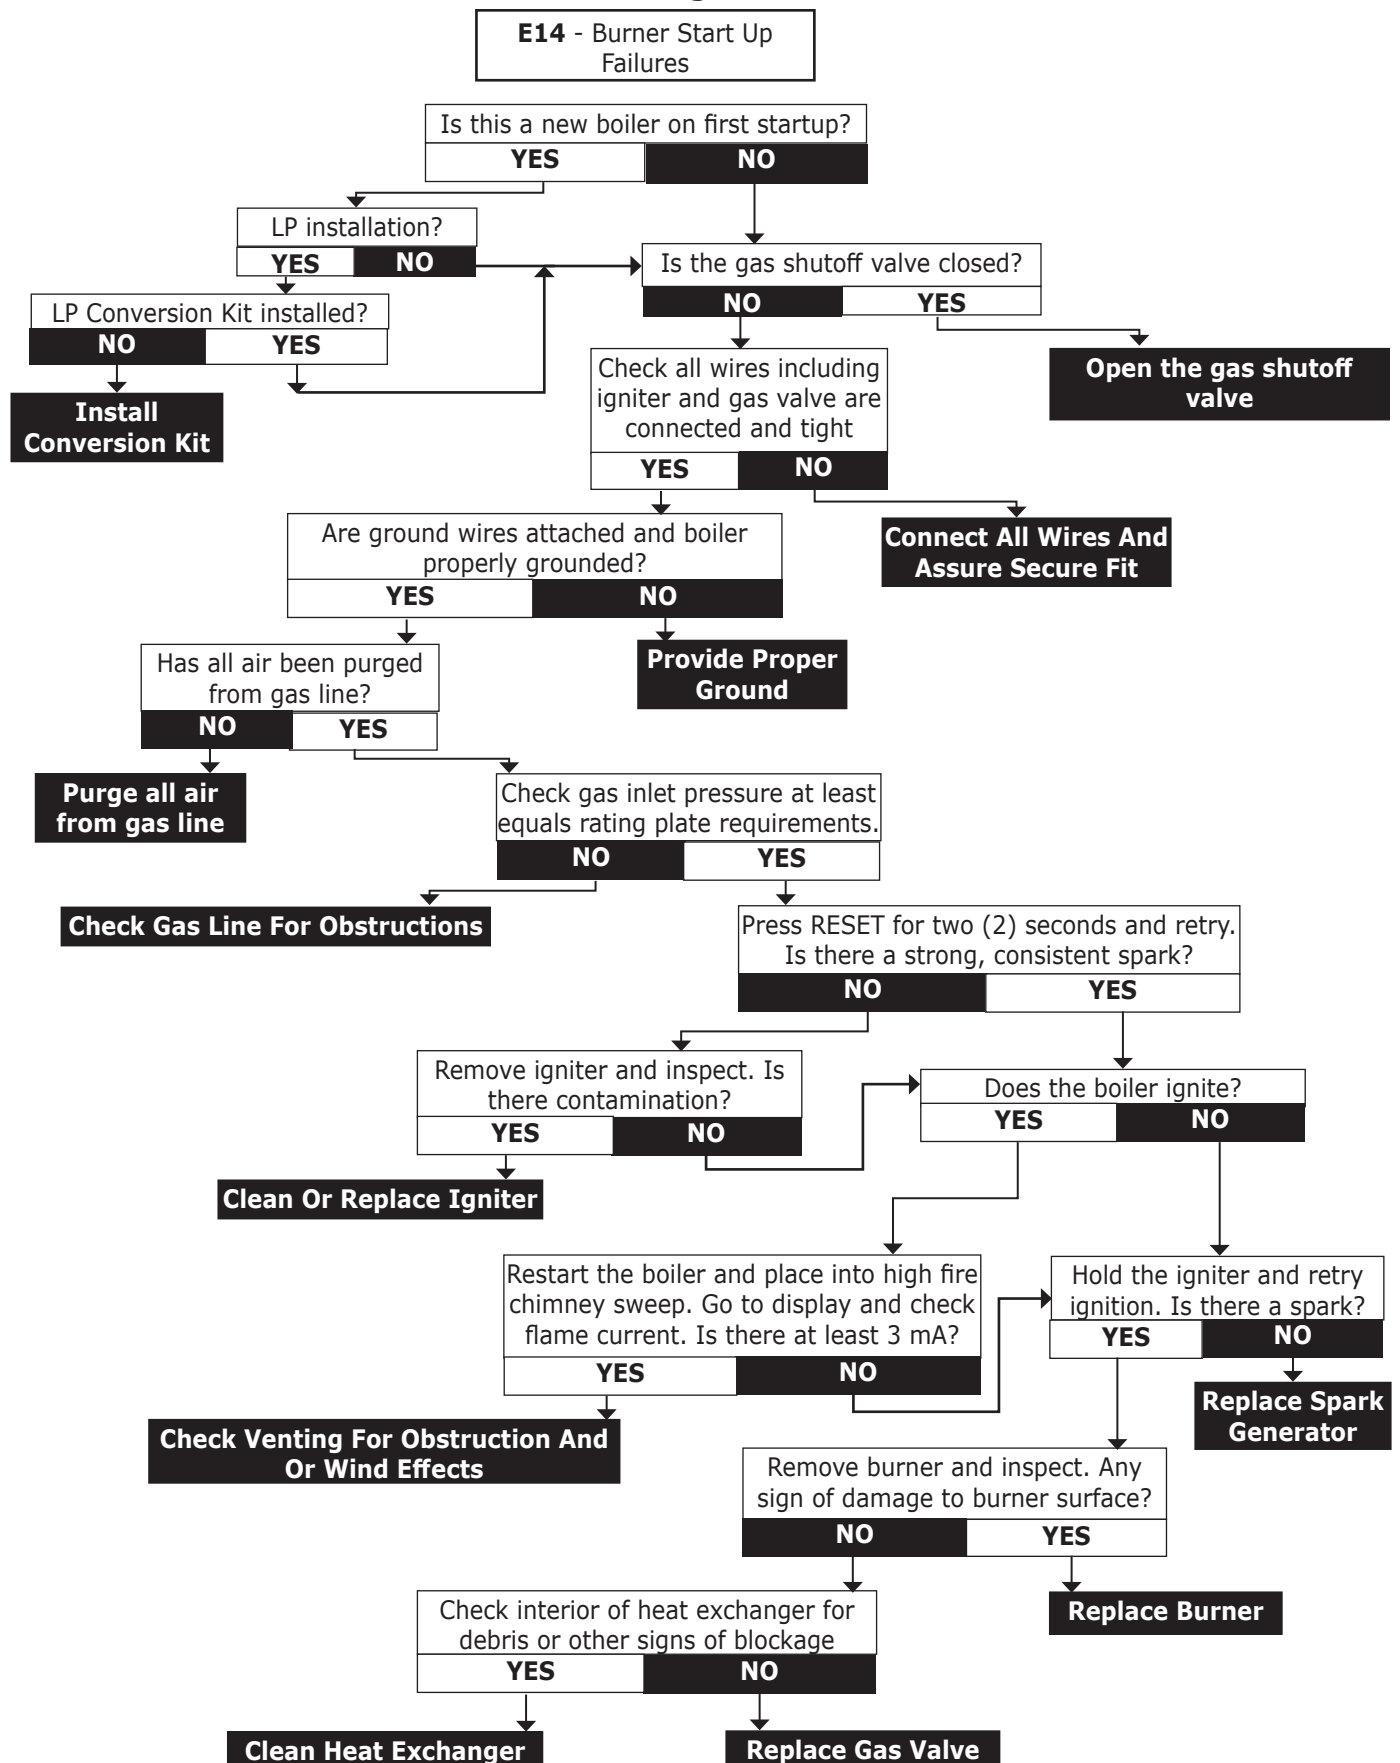 E14 - Burner Start Up
Failures
Is this a new boiler on first startup?
YES
NO
LP installation?
YES
NO
Is the gas shutoff valve closed?
NO
YES
LP Conversion Kit installed?
NO
YES
Open the gas shutoff
valve
Install
Conversion Kit
Check all wires including
igniter and gas valve are
connected and tight
YES
NO
Connect All Wires And
Assure Secure Fit
Are ground wires attached and boiler
properly grounded?
YES
NO
Provide Proper
Ground
Has all air been purged
from gas line?
NO
YES
Purge all air
from gas line
Check gas inlet pressure at least
equals rating plate requirements.
NO
YES
Check Gas Line For Obstructions
Press RESET for two (2) seconds and retry.
Is there a strong, consistent spark?
NO
YES
Remove igniter and inspect. Is
there contamination?
YES
NO
Does the boiler ignite?
YES
NO
Clean Or Replace Igniter
Restart the boiler and place into high fire
chimney sweep. Go to display and check
flame current. Is there at least 3 mA?
YES
NO
Hold the igniter and retry
ignition. Is there a spark?
YES
NO
Replace Spark
Generator
Check Venting For Obstruction And
Or Wind Effects
Remove burner and inspect. Any
sign of damage to burner surface?
NO
YES
Replace Burner
Check interior of heat exchanger for
debris or other signs of blockage
YES
NO
Clean Heat Exchanger
Replace Gas Valve